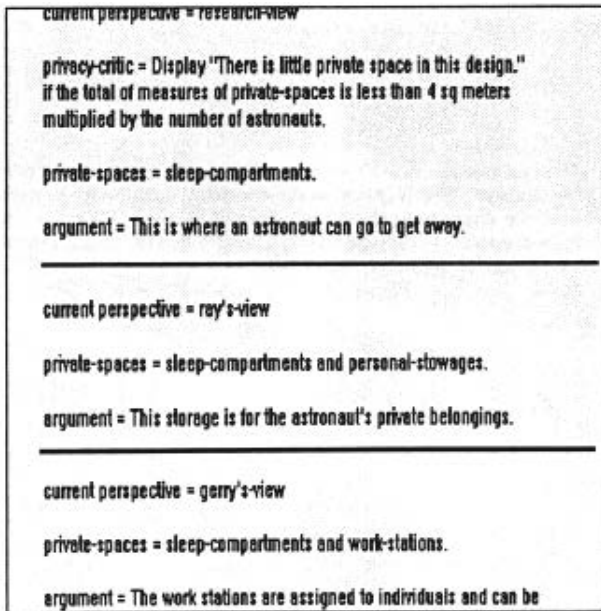 current perspective = research-view
privacy-critic = Display "There is little private space in this design."
if the total of measures of private-spaces is less than 4 sq meters
multiplied by the number of astronauts.
private-spaces = sleep-compartments.
argument = This is where an astronaut can go to get away.
current perspective = ray's-view
private-spaces = sleep-compartments and personal-stowages.
argument = This storage is for the astronaut's private belongings.
current perspective = gerry's-view
private-spaces = sleep-compartments and work-stations.
argument = The work stations are assigned to individuals and can be